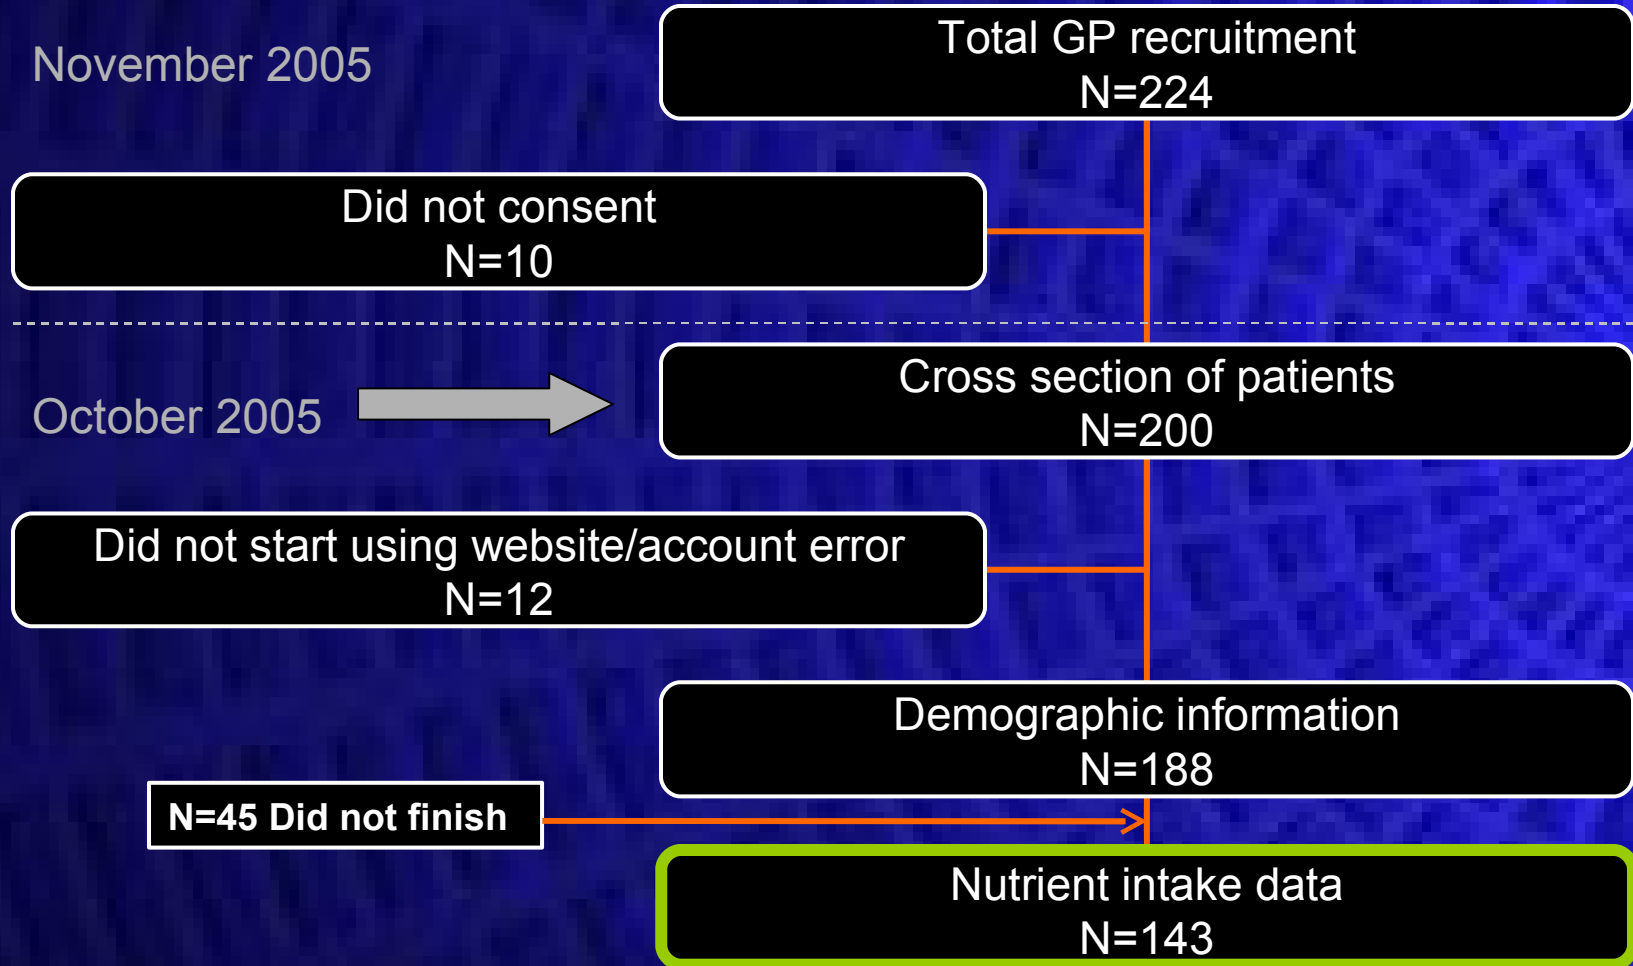 November 2005
Total GP recruitment
N=224
Did not consent
N=10
October 2005
Cross section of patients
N=200
Did not start using website/account error
N=12
Demographic information
N=188
N=45 Did not finish
Nutrient intake data
N=143